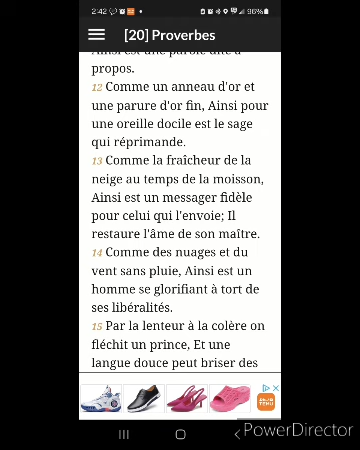 2:42
96%
[20] Proverbs
Ainsi est une parole dite à
propos.
12 Comme un anneau d'or et
une parure d'or fin, Ainsi pour
une oreille docile est le sage
qui réprimande.
13 Comme la fraîcheur de la
neige au temps de la moisson,
Ainsi est un messager fidèle
pour celui qui l'envoie; Il
restaure l'âme de son maître.
14 Comme des nuages et du
vent sans pluie, Ainsi est un
homme se glorifiant à tort de
ses libéralités.
15 Par la lenteur à la colère on
fléchit un prince, Et une
langue douce peut briser des
TEMU
PowerDirector